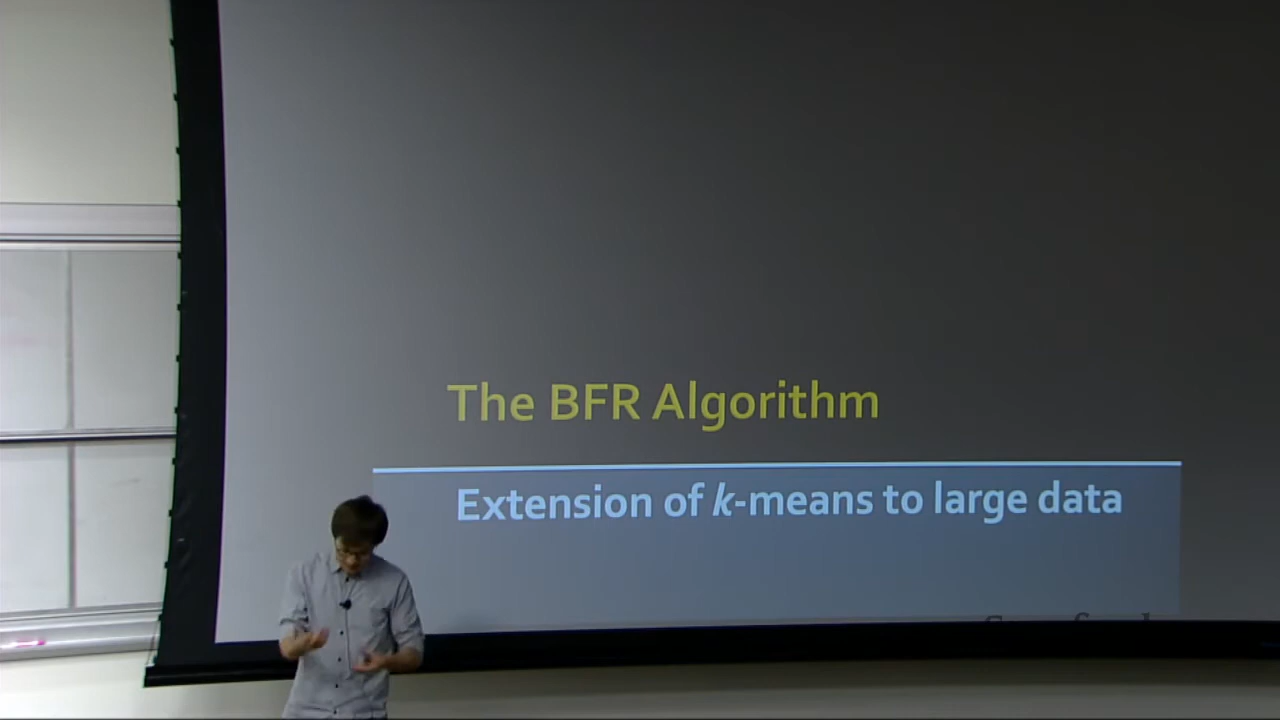 The BFR Algorithm
Extension of k-means to large data